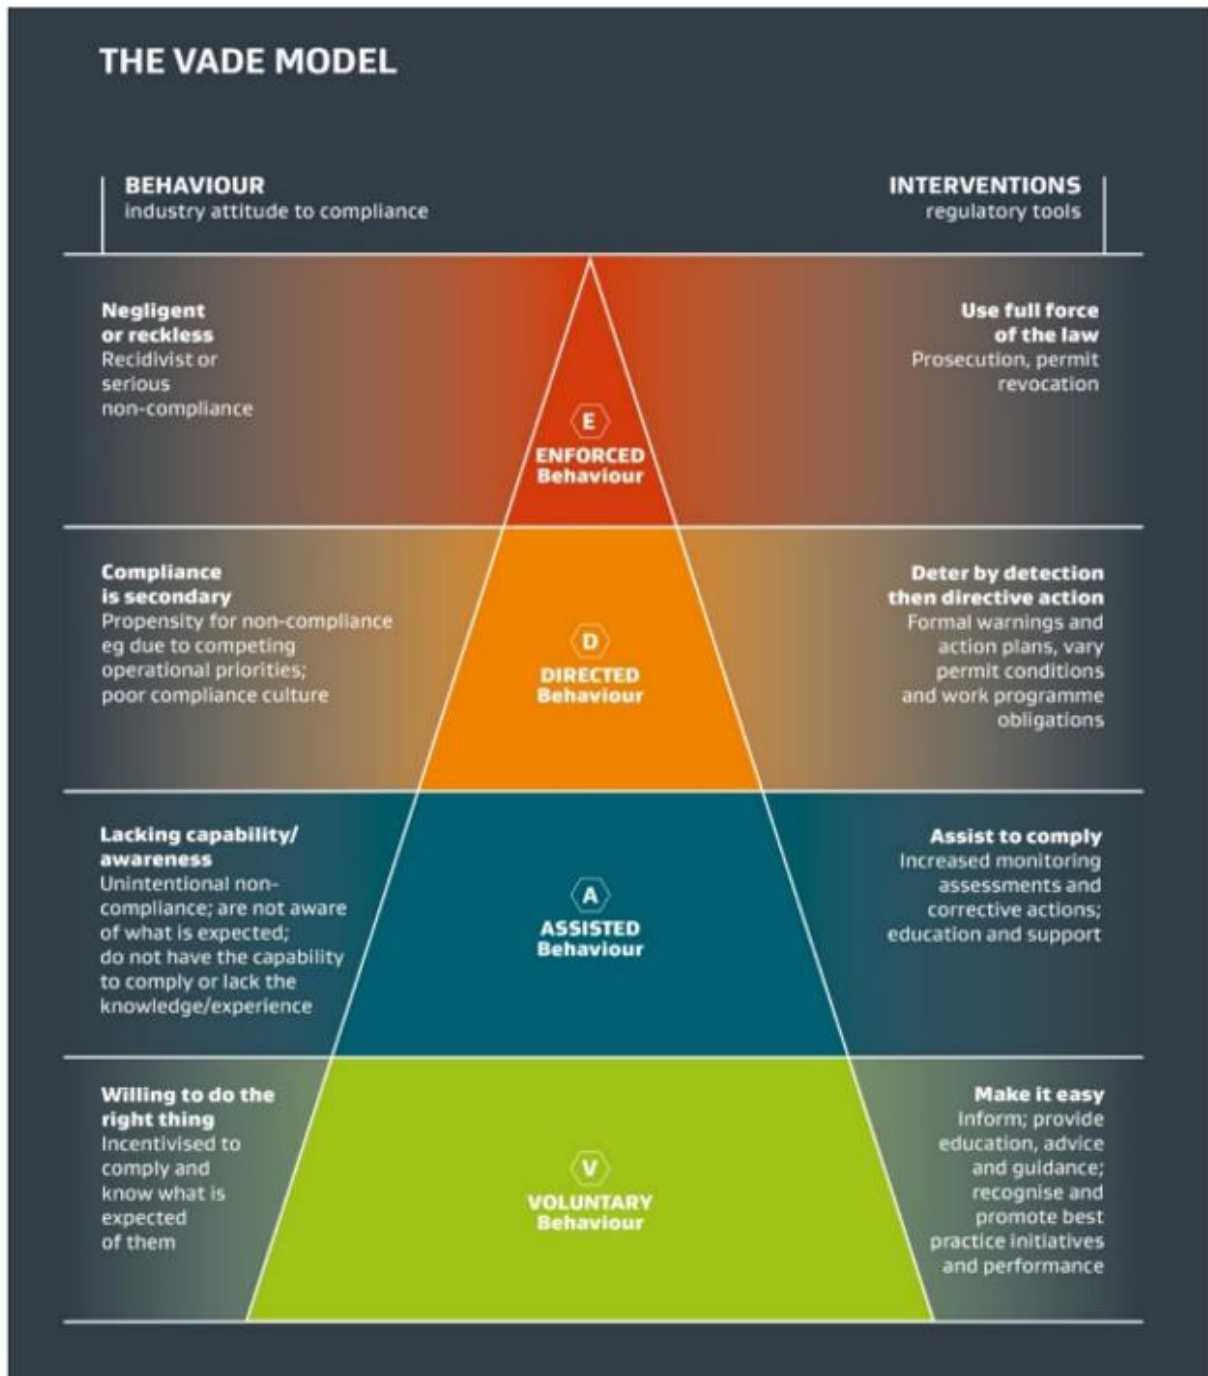 THE VADE MODEL
BEHAVIOUR
industry attitude to compliance
INTERVENTIONS
regulatory tools
Negligent
or reckless
Recidivist or
serious
non-compliance
E
ENFORCED
Behaviour
Use full force
of the law
Prosecution, permit
revocation
Compliance
is secondary
Propensity for non-compliance
eg due to competing
operational priorities;
poor compliance culture
D
DIRECTED
Behaviour
Deter by detection
then directive action
Formal warnings and
action plans, vary
permit conditions
and work programme
obligations
Lacking capability/
awareness
Unintentional non-
compliance; are not aware
of what is expected;
do not have the capability
to comply or lack the
knowledge/experience
A
ASSISTED
Behaviour
Assist to comply
Increased monitoring
assessments and
corrective actions;
education and support
Willing to do the
right thing
Incentivised to
comply and
know what is
expected
of them
V
VOLUNTARY
Behaviour
Make it easy
Inform; provide
education, advice
and guidance;
recognise and
promote best
practice initiatives
and performance